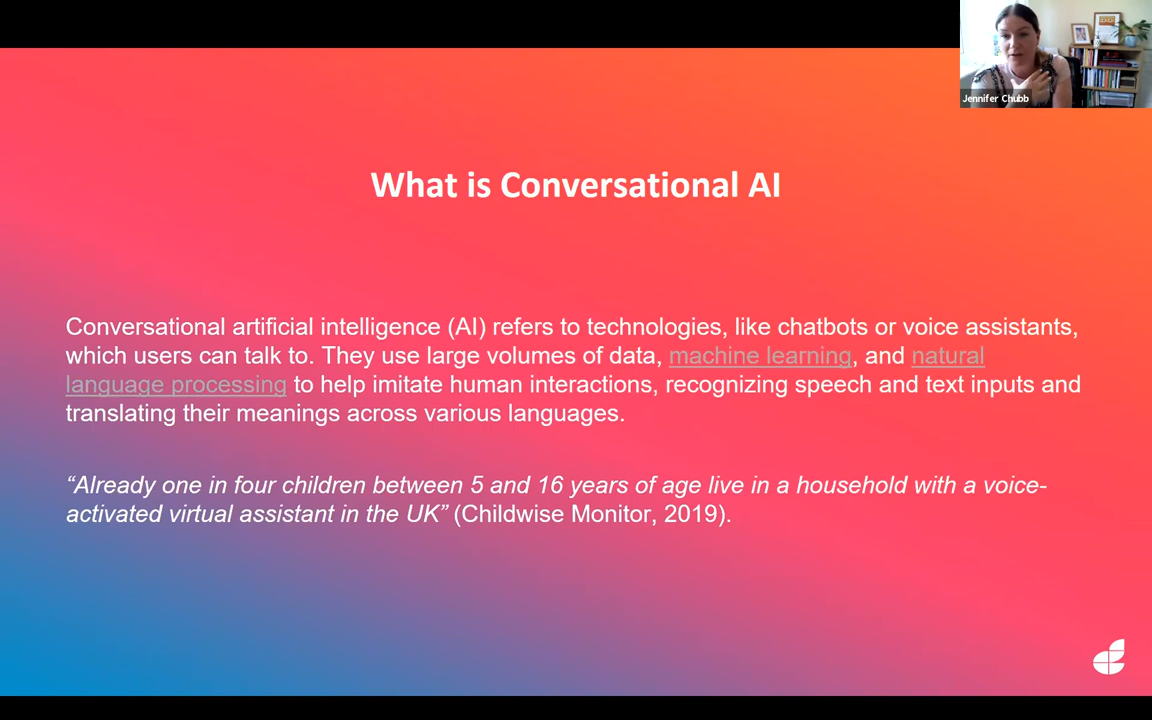 Jennifer Chubb
What is Conversational AI
Conversational artificial intelligence (AI) refers to technologies, like chatbots or voice assistants,
which users can talk to. They use large volumes of data, machine learning, and natural
language processing to help imitate human interactions, recognizing speech and text inputs and
translating their meanings across various languages.
“Already one in four children between 5 and 16 years of age live in a household with a voice-
activated virtual assistant in the UK” (Childwise Monitor, 2019).